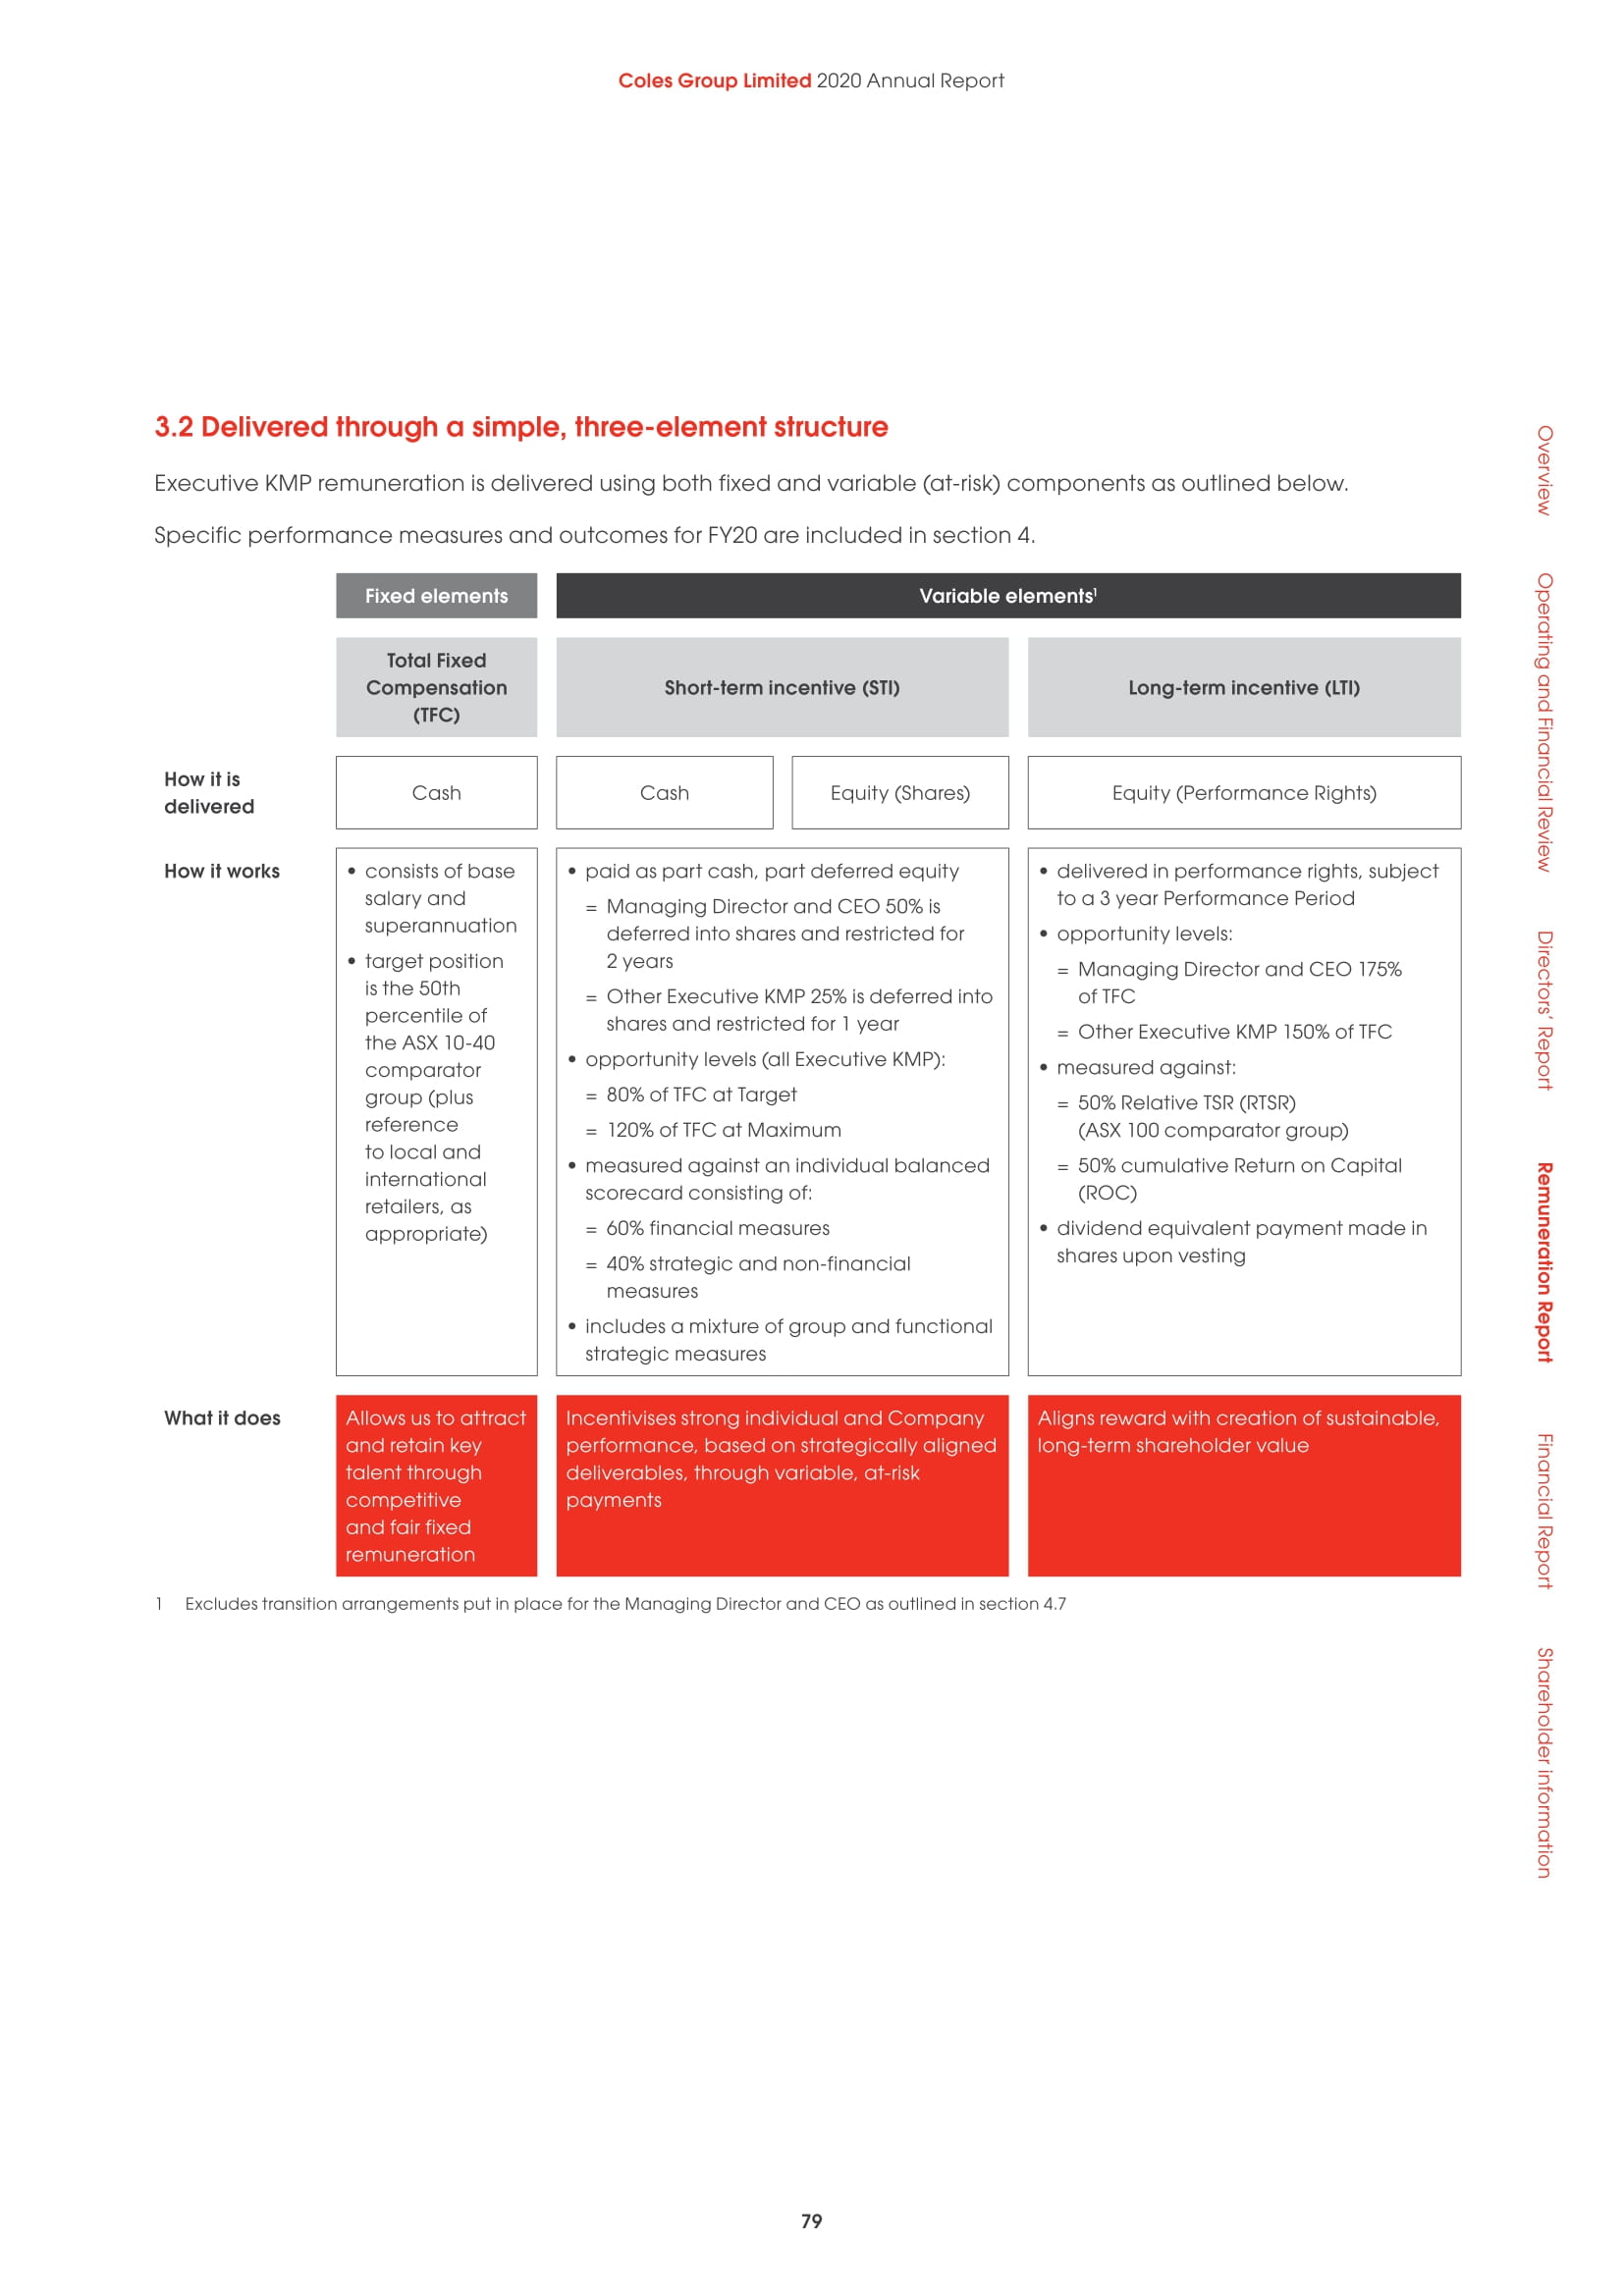 Coles Group Limited 2020 Annual Report
3.2 Delivered through a simple, three-element structure
Executive KMP remuneration is delivered using both fixed and variable (at-risk) components as outlined below.
Specific performance measures and outcomes for FY20 are included in section 4.
Fixed elements
Variable elements¹
Total Fixed
Compensation
(TFC)
Short-term incentive (STI)
Long-term incentive (LTI)
How it is
delivered
Cash
Cash
Equity (Shares)
Equity (Performance Rights)
How it works
• consists of base
salary and
superannuation
• target position
is the 50th
percentile of
the ASX 10-40
comparator
group (plus
reference
to local and
international
retailers, as
appropriate)
• paid as part cash, part deferred equity
= Managing Director and CEO 50% is
deferred into shares and restricted for
2 years
= Other Executive KMP 25% is deferred into
shares and restricted for 1 year
• opportunity levels (all Executive KMP):
= 80% of TFC at Target
= 120% of TFC at Maximum
• measured against an individual balanced
scorecard consisting of:
= 60% financial measures
= 40% strategic and non-financial
measures
• includes a mixture of group and functional
strategic measures
• delivered in performance rights, subject
to a 3 year Performance Period
• opportunity levels:
= Managing Director and CEO 175%
of TFC
= Other Executive KMP 150% of TFC
• measured against:
= 50% Relative TSR (RTSR)
(ASX 100 comparator group)
= 50% cumulative Return on Capital
(ROC)
• dividend equivalent payment made in
shares upon vesting
What it does
Allows us to attract
and retain key
talent through
competitive
and fair fixed
remuneration
Incentivises strong individual and Company
performance, based on strategically aligned
deliverables, through variable, at-risk
payments
Aligns reward with creation of sustainable,
long-term shareholder value
1 Excludes transition arrangements put in place for the Managing Director and CEO as outlined in section 4.7
Overview
Operating and Financial Review
Directors' Report
Remuneration Report
Financial Report
Shareholder information
79